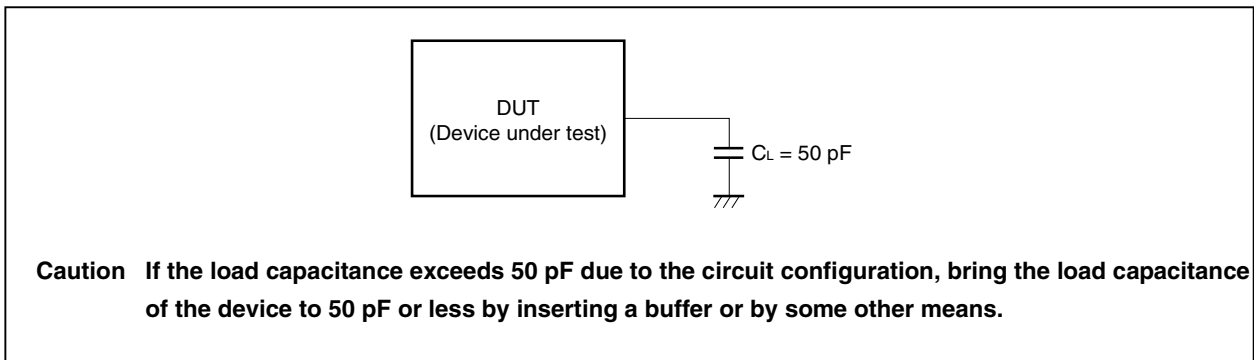 DUT
(Device under test)
CL = 50 pF
Caution If the load capacitance exceeds 50 pF due to the circuit configuration, bring the load capacitance
of the device to 50 pF or less by inserting a buffer or by some other means.